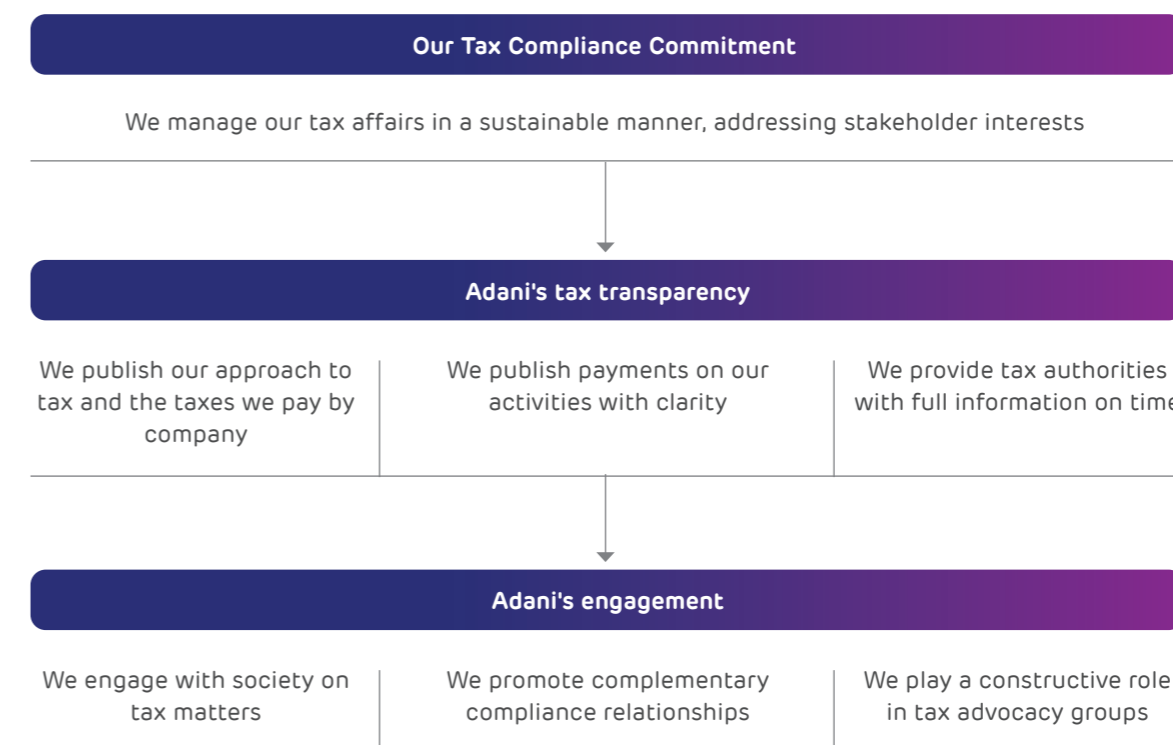 Our Tax Compliance Commitment
We manage our tax affairs in a sustainable manner, addressing stakeholder interests
Adani's tax transparency
We publish our approach to
tax and the taxes we pay by
company
We publish payments on our
activities with clarity
We provide tax authorities
with full information on time
Adani's engagement
We engage with society on
tax matters
We promote complementary
compliance relationships
We play a constructive role
in tax advocacy groups